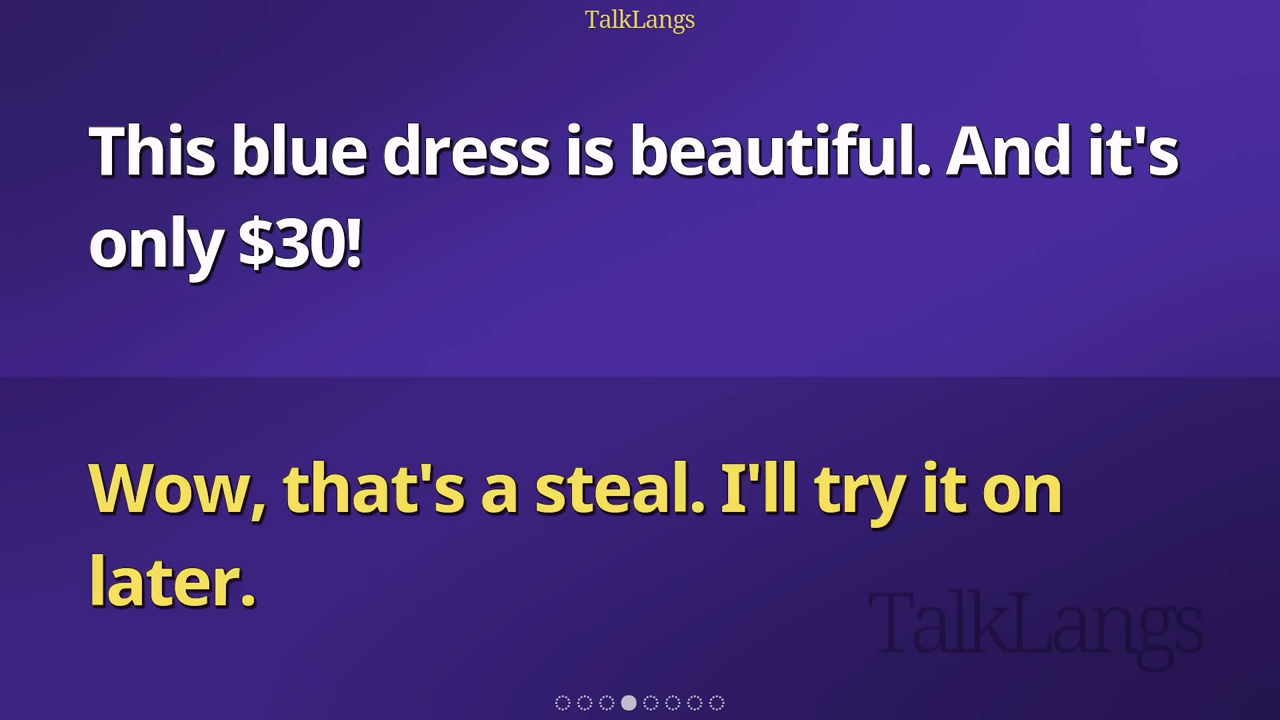 TalkLangs
This blue dress is beautiful. And it's
only $30!
Wow, that's a steal. I'll try it on
later.
TalkLangs